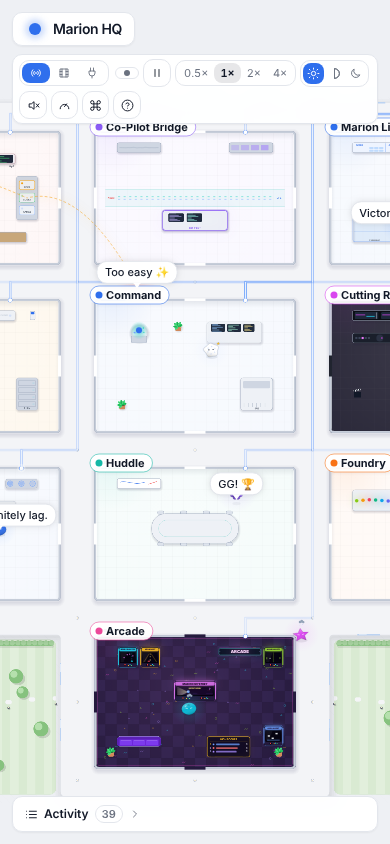 Marion HQ
0.5× 1× 2× 4×
Co-Pilot Bridge
Marion Li
Victor
Too easy ✨
Command
Cutting R
Huddle
Foundry
GG! 🏆
nitely lag.
Arcade
ARCADE
Activity 39